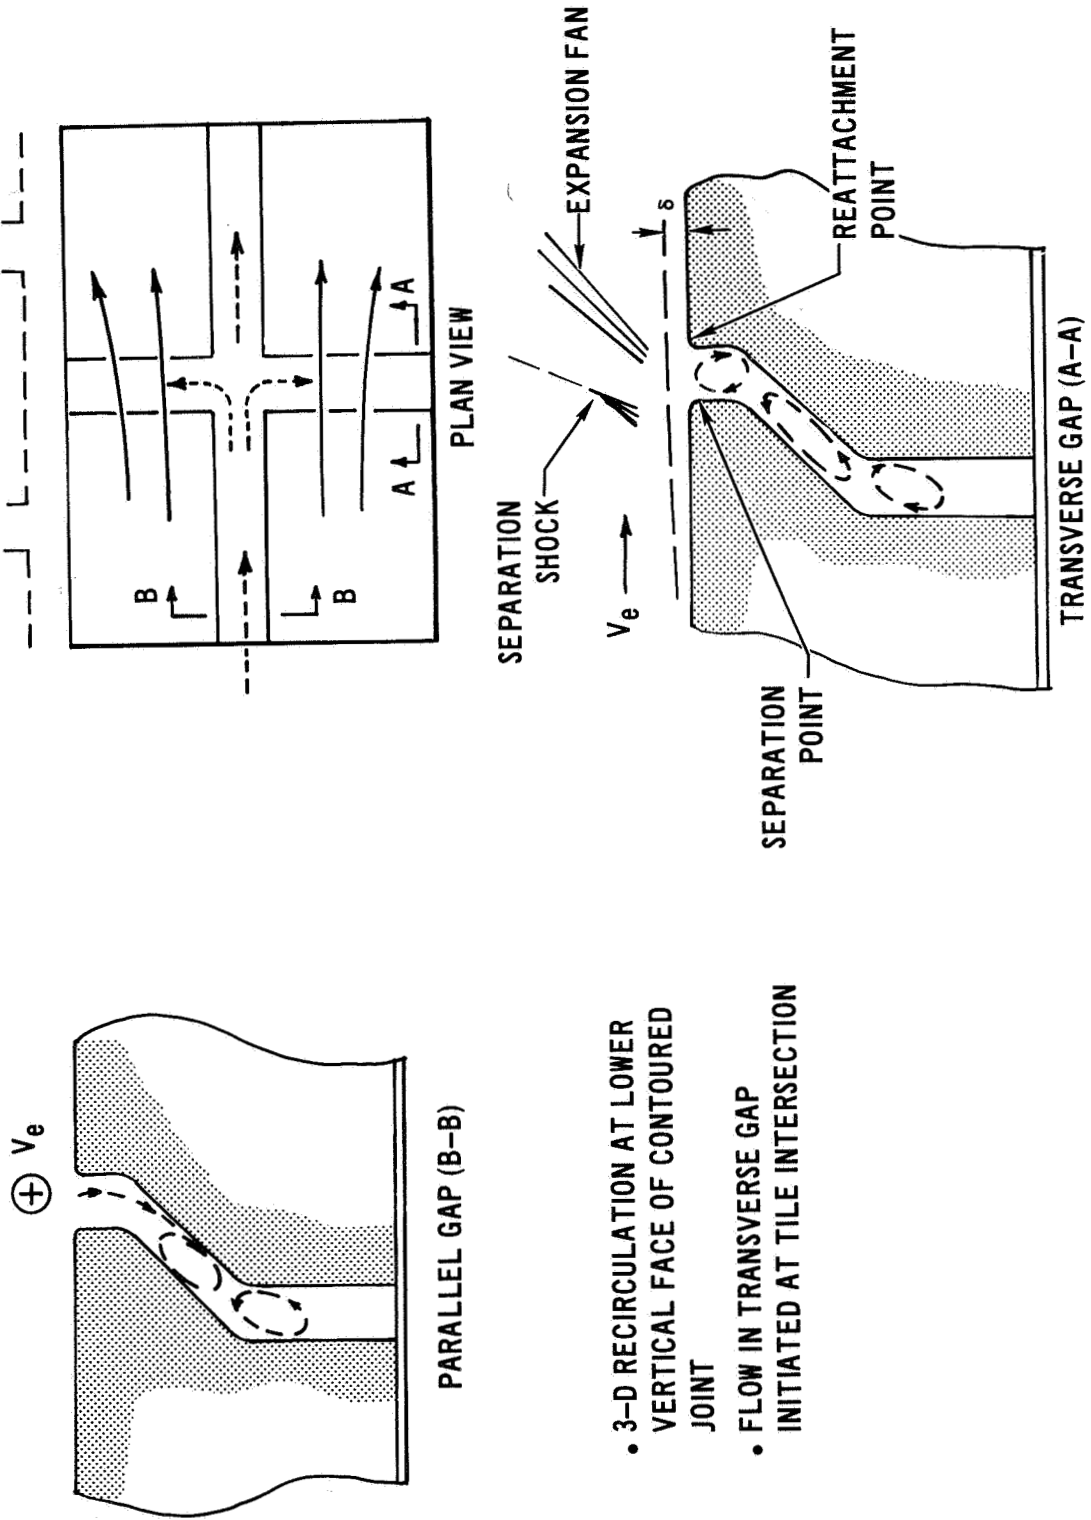 ⊕ Ve
PARALLEL GAP (B–B)
B
B
A
A
PLAN VIEW
• 3–D RECIRCULATION AT LOWER
VERTICAL FACE OF CONTOURED
JOINT
• FLOW IN TRANSVERSE GAP
INITIATED AT TILE INTERSECTION
SEPARATION
SHOCK
EXPANSION FAN
Ve
δ
SEPARATION
POINT
REATTACHMENT
POINT
TRANSVERSE GAP (A–A)